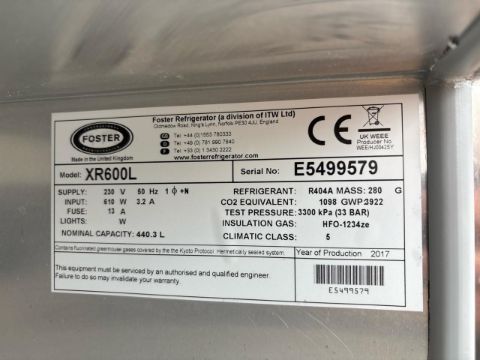 FOSTER
Made in the United Kingdom
Foster Refrigerator (a division of ITW Ltd)
Oldmedow Road, King's Lynn, Norfolk PE30 4JU, England
GB Tel : +44 (0)1553 780333
D Tel : +49 (0) 781 990 7840
F Tel : +33 (0) 1
www.fosterrefrigerator.com
CE
UK WEEE Producer No.
Model: XR600L
Serial No: E5499579
SUPPLY: 230 V 50 Hz 1 ϕ +N
INPUT: 610 W 3.2 A
FUSE: 13 A
LIGHTS: W
NOMINAL CAPACITY: 440.3 L
REFRIGERANT: R404A MASS: 280 G
CO2 EQUIVALENT: 1098 GWP 3922
TEST PRESSURE: 3300 kPa (33 BAR)
INSULATION GAS: HFO-1234ze
CLIMATIC CLASS: 5
Contains fluorinated greenhouse gases covered by the Kyoto Protocol. Hermetically sealed system.
Year of Production 2017
This equipment must be serviced by an authorised and qualified engineer.
Failure to do so may invalidate any warranty.
E5499579